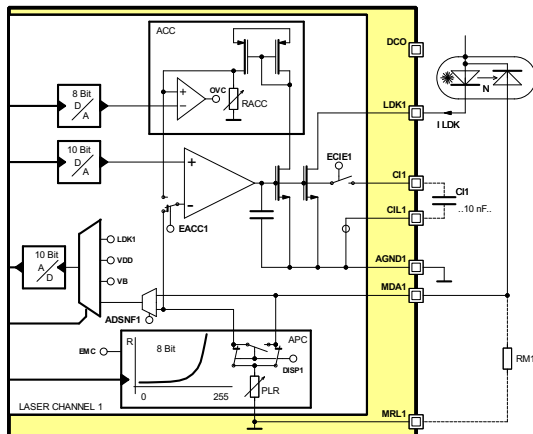 ACC
DCO
8 Bit
D
A
OVC
RACC
N
LDK1
I LDK
10 Bit
D
A
ECIE1
CI1
CI1
..10 nF..
CIL1
EACC1
10 Bit
A
D
LDK1
VDD
VB
AGND1
MDA1
ADSNF1
EMC
R
8 Bit
APC
DISP1
RM1
PLR
0
255
LASER CHANNEL 1
MRL1